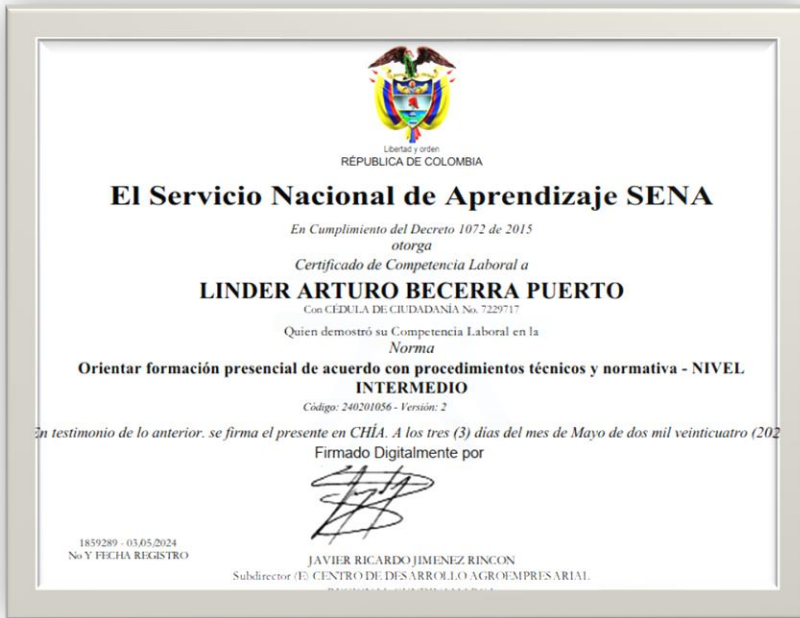 Libertad y orden
RÉPUBLICA DE COLOMBIA
El Servicio Nacional de Aprendizaje SENA
En Cumplimiento del Decreto 1072 de 2015
otorga
Certificado de Competencia Laboral a
LINDER ARTURO BECERRA PUERTO
Con CÉDULA DE CIUDADANÍA No. 7229717
Quien demostró su Competencia Laboral en la
Norma
Orientar formación presencial de acuerdo con procedimientos técnicos y normativa - NIVEL
INTERMEDIO
Código: 240201056 - Versión: 2
En testimonio de lo anterior. se firma el presente en CHÍA. A los tres (3) días del mes de Mayo de dos mil veinticuatro (202
Firmado Digitalmente por
1859289 - 03/05/2024
No Y FECHA REGISTRO
JAVIER RICARDO JIMENEZ RINCON
Subdirector (E) CENTRO DE DESARROLLO AGROEMPRESARIAL